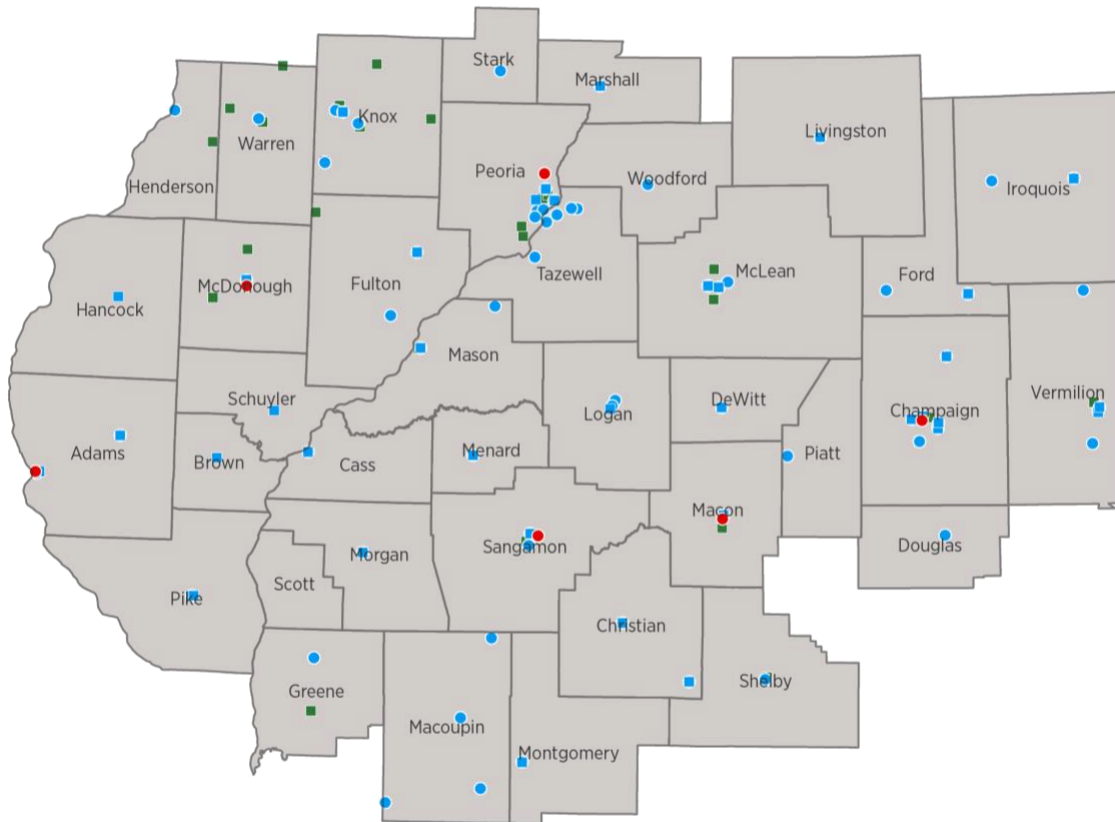 Stark
Marshall
Knox
Livingston
Warren
Peoria
Woodford
Henderson
Iroquois
McLean
Tazewell
Ford
McDonough
Fulton
Hancock
Mason
Vermilion
Schuyler
DeWitt
Champaign
Logan
Adams
Menard
Piatt
Brown
Cass
Macon
Sangamon
Douglas
Morgan
Scott
Pike
Christian
Shelby
Greene
Macoupin
Montgomery